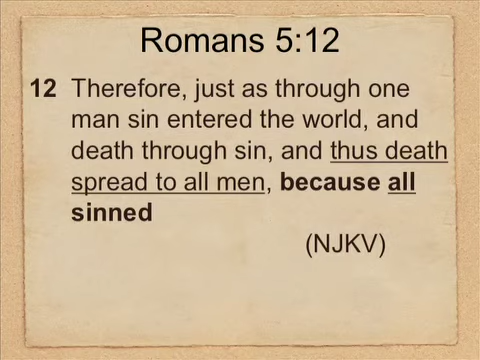 Romans 5:12
12 Therefore, just as through one
man sin entered the world, and
death through sin, and thus death
spread to all men, because all
sinned
(NJKV)